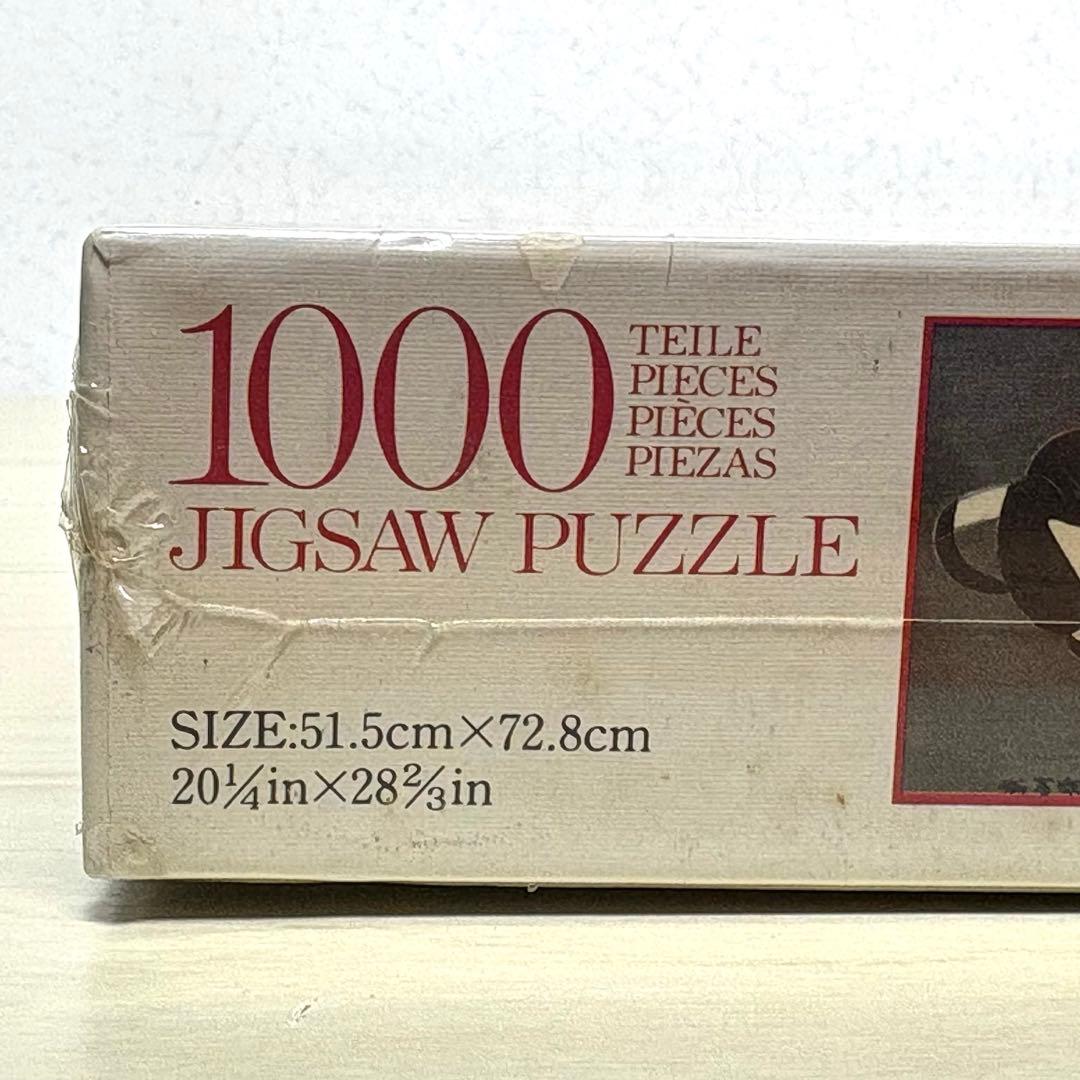 1000
TEILE
PIECES
PIÈCES
PIEZAS
JIGSAW PUZZLE
SIZE:51.5cm×72.8cm
20¼in×28⅔in